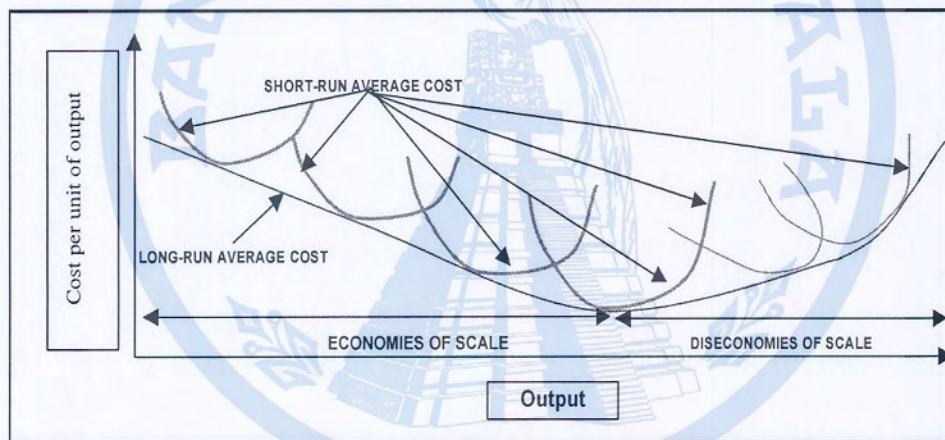 SHORT-RUN AVERAGE COST
Cost per unit of output
LONG-RUN AVERAGE COST
ECONOMIES OF SCALE
DISECONOMIES OF SCALE
Output